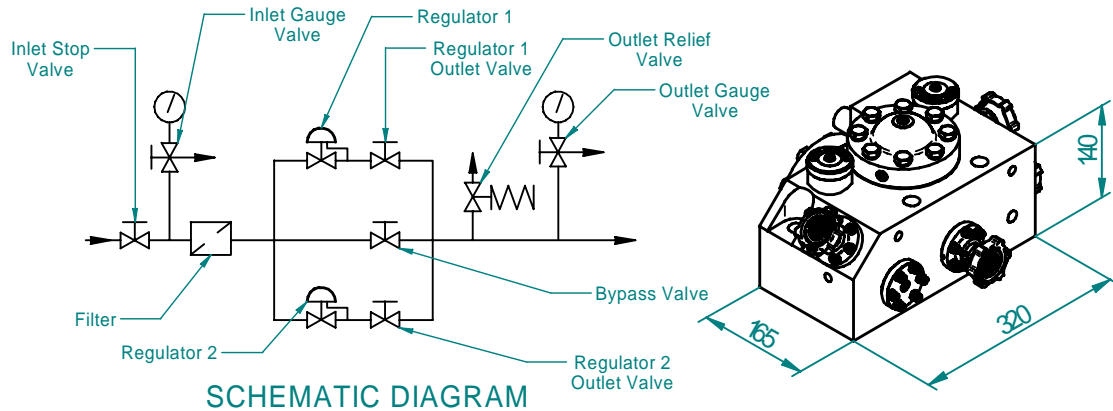 Inlet Stop
Valve
Inlet Gauge
Valve
Regulator 1
Regulator 1
Outlet Valve
Outlet Relief
Valve
Outlet Gauge
Valve
Filter
Regulator 2
Bypass Valve
Regulator 2
Outlet Valve
SCHEMATIC DIAGRAM
140
165
320